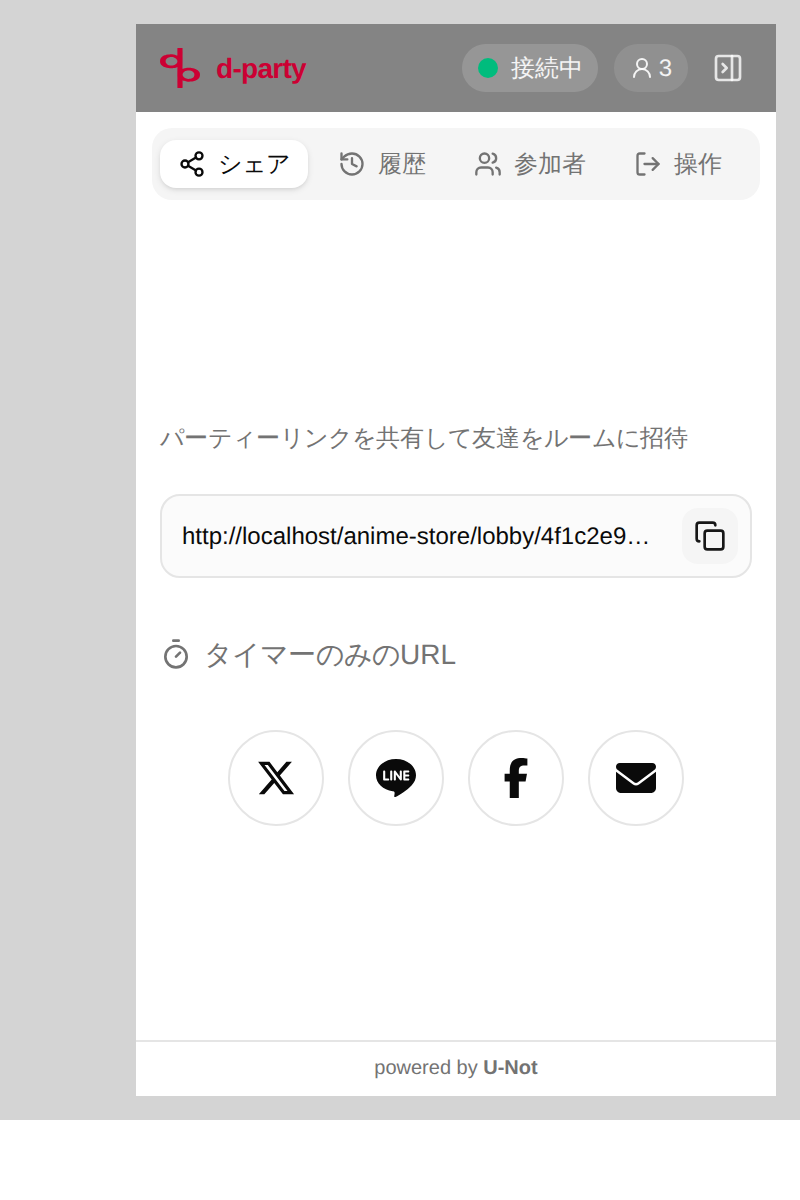 d-party
接続中
3
シェア
履歴
参加者
操作
パーティーリンクを共有して友達をルームに招待
http://localhost/anime-store/lobby/4f1c2e9…
タイマーのみのURL
LINE
powered by U-Not